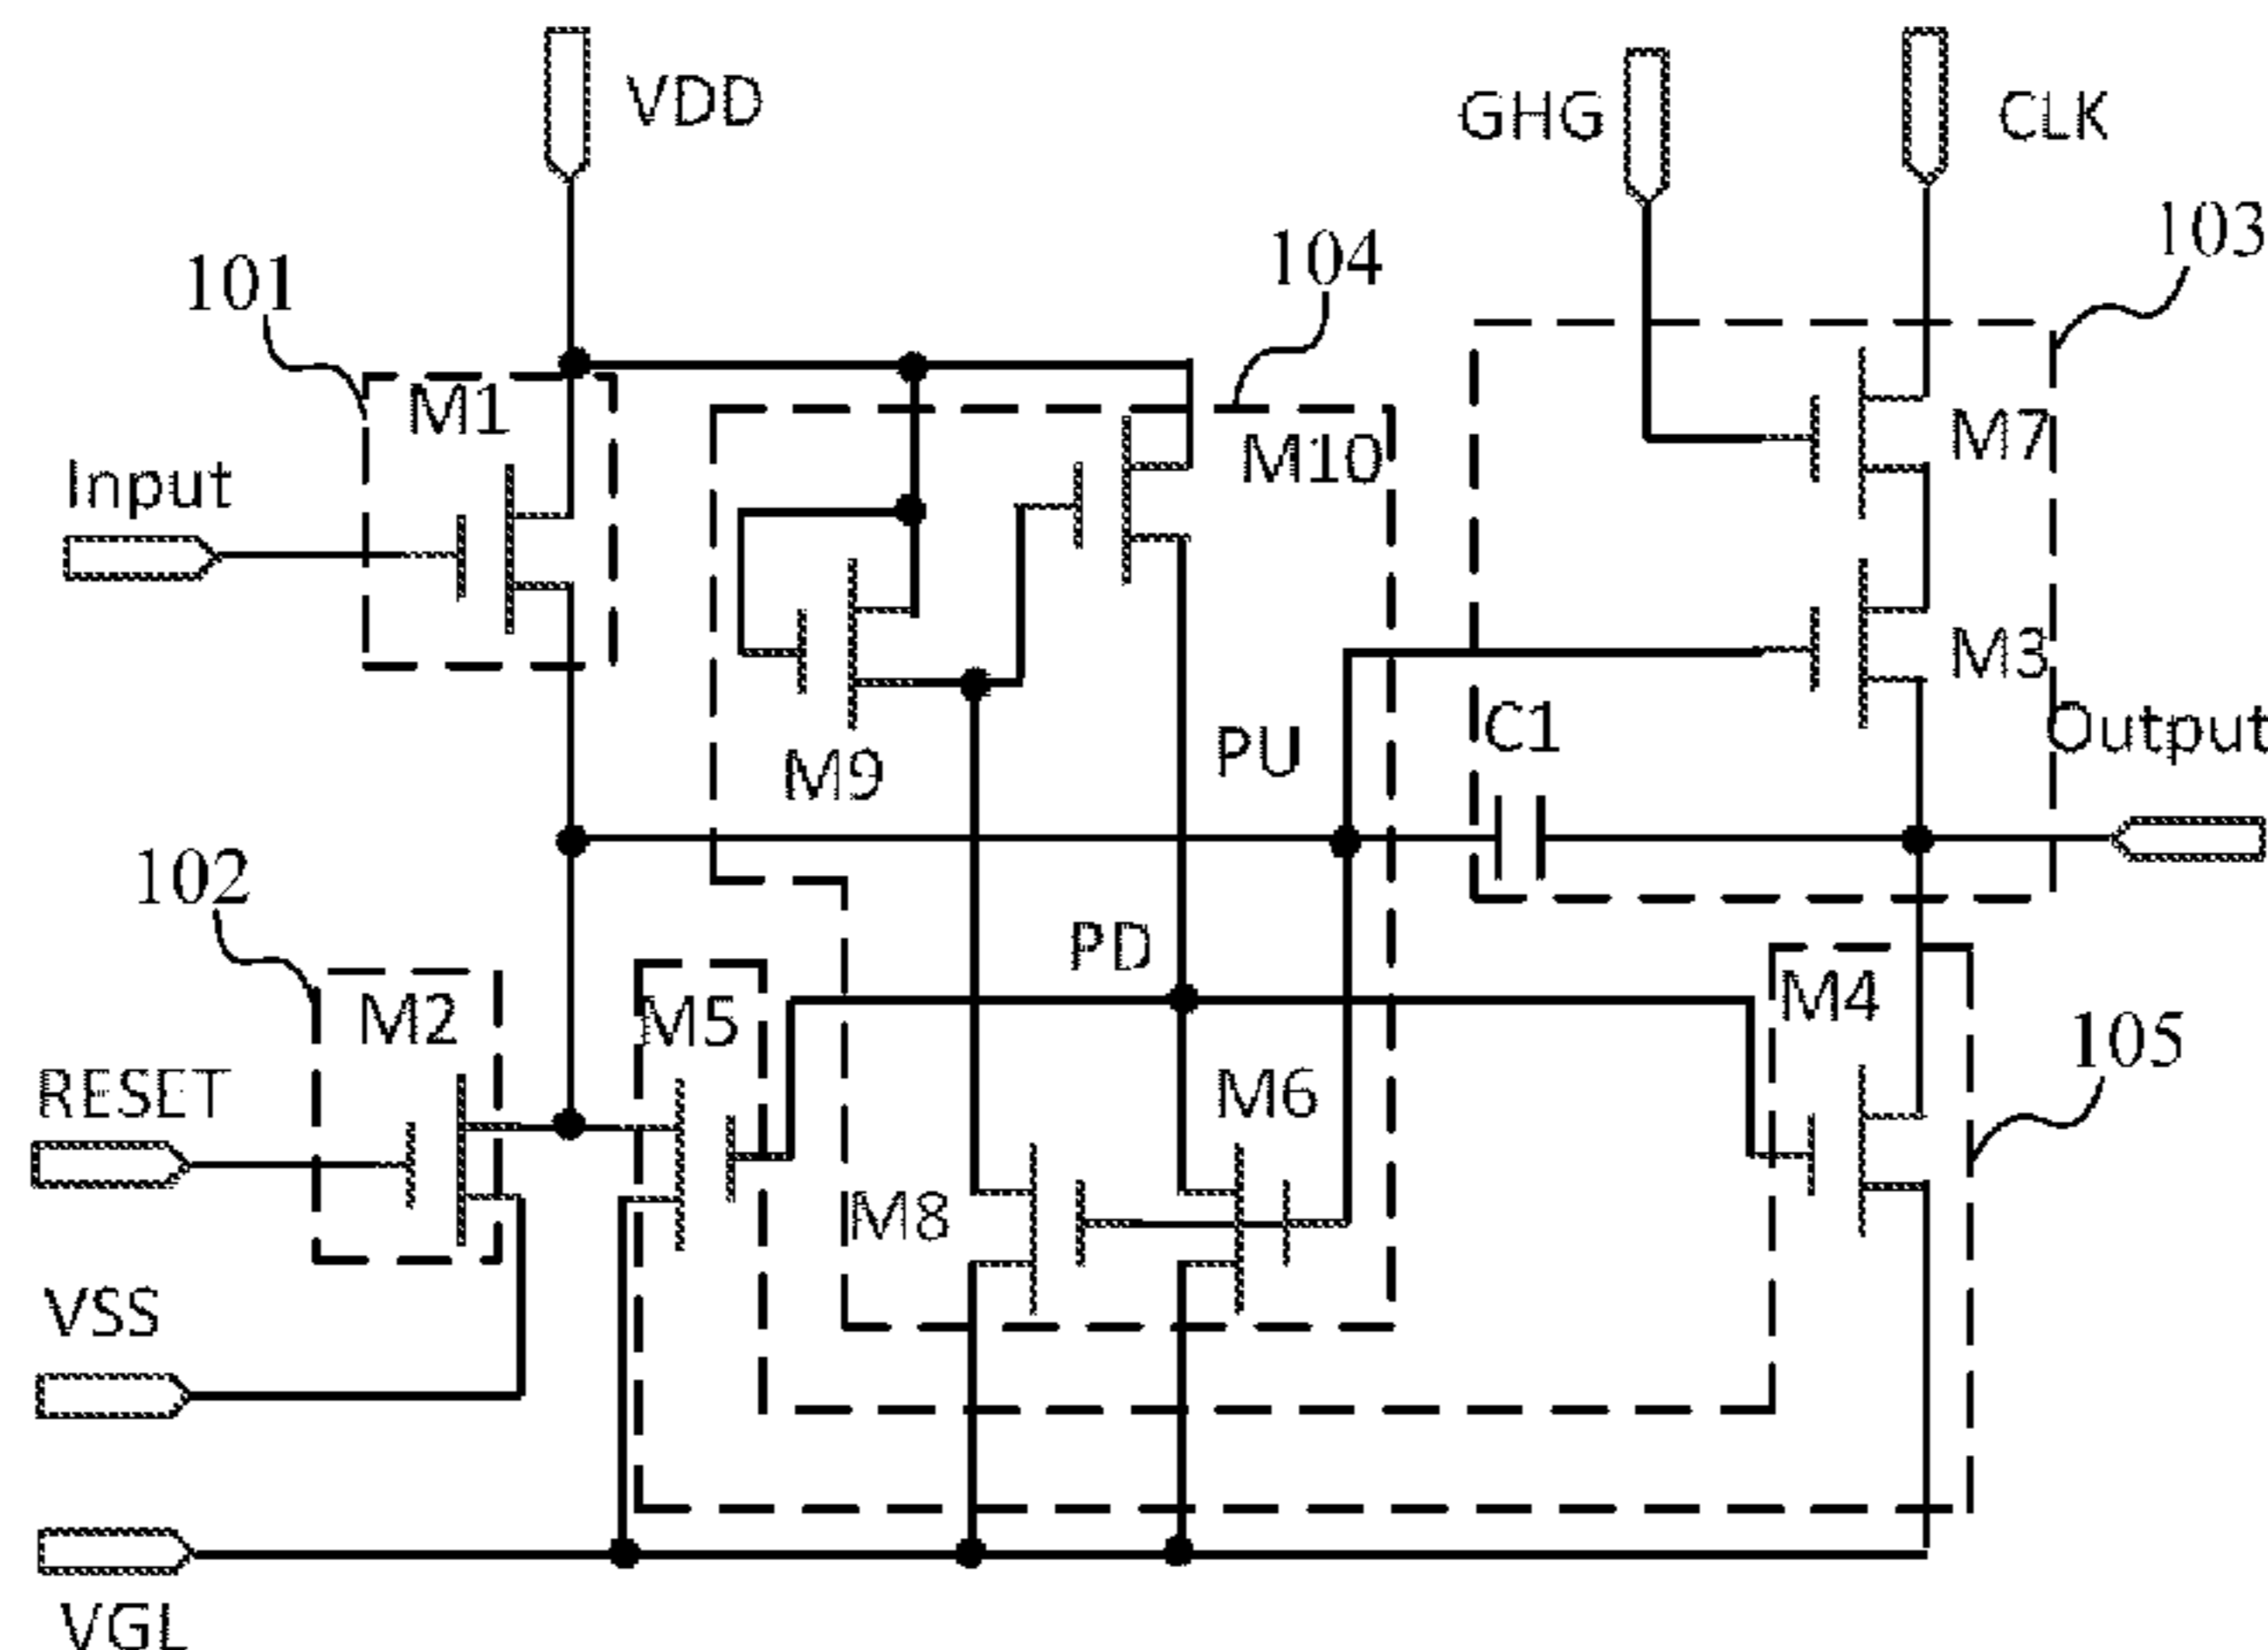 VDD
GHG
CLK
103
104
101
M1
M10
M7
Input
M3
C1
Output
PU
M9
102
PD
M2
M5
M4
105
RESET
M6
M8
VSS
VGL